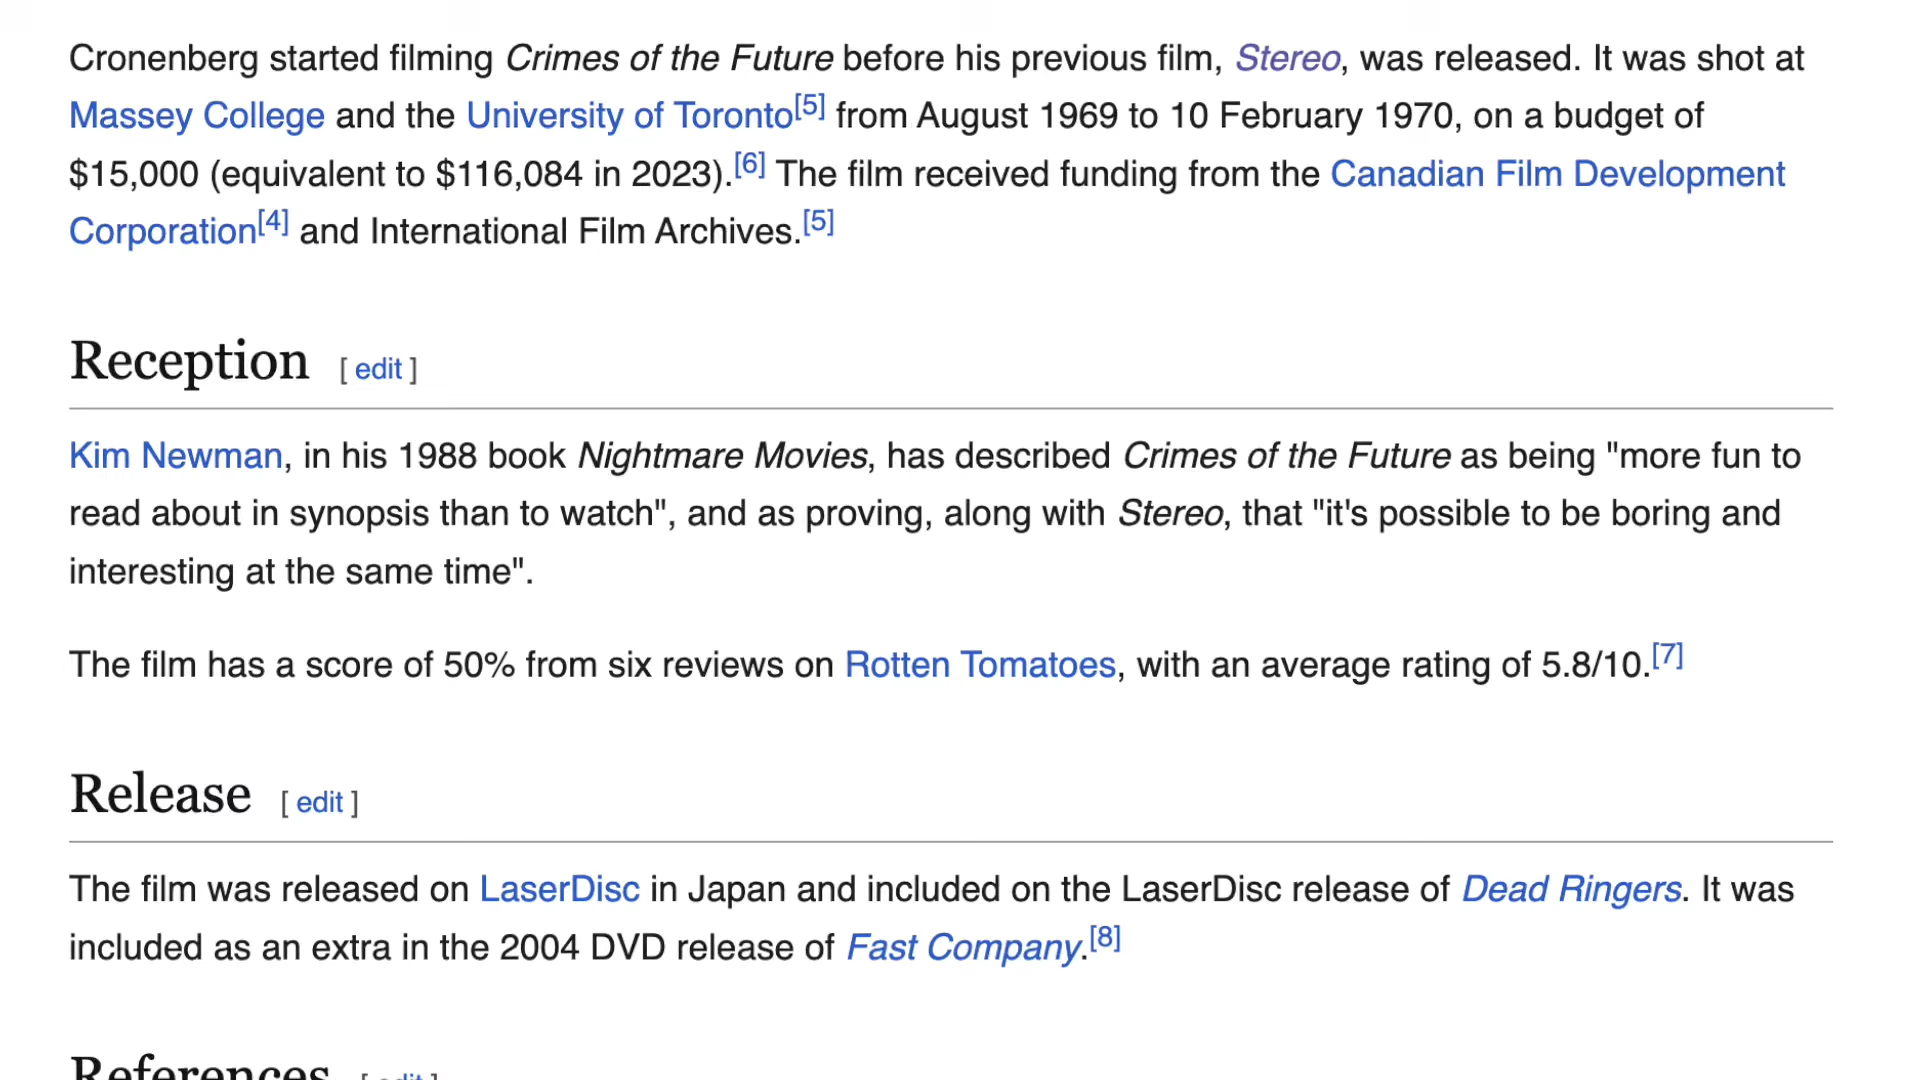 Cronenberg started filming Crimes of the Future before his previous film, Stereo, was released. It was shot at
Massey College and the University of Toronto[5] from August 1969 to 10 February 1970, on a budget of
$15,000 (equivalent to $116,084 in 2023).[6] The film received funding from the Canadian Film Development
Corporation[4] and International Film Archives.[5]
Reception [ edit ]
Kim Newman, in his 1988 book Nightmare Movies, has described Crimes of the Future as being "more fun to
read about in synopsis than to watch", and as proving, along with Stereo, that "it's possible to be boring and
interesting at the same time".
The film has a score of 50% from six reviews on Rotten Tomatoes, with an average rating of 5.8/10.[7]
Release [ edit ]
The film was released on LaserDisc in Japan and included on the LaserDisc release of Dead Ringers. It was
included as an extra in the 2004 DVD release of Fast Company.[8]
References [ edit ]